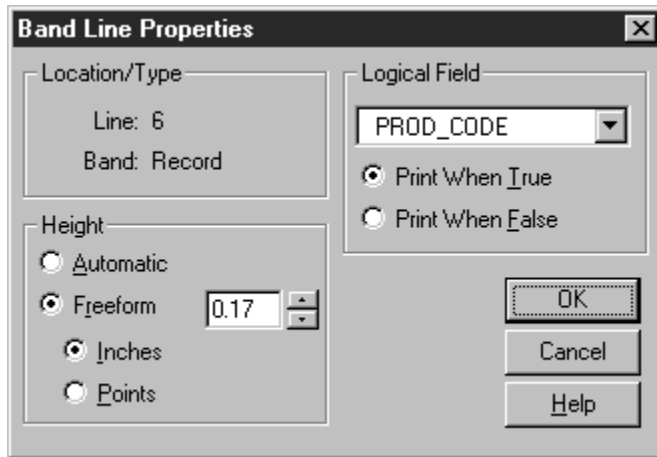 Band Line Properties
Location/Type
Line: 6
Band: Record
Height
Automatic
Freeform 0.17
Inches
Points
Logical Field
PROD_CODE
Print When True
Print When False
OK
Cancel
Help